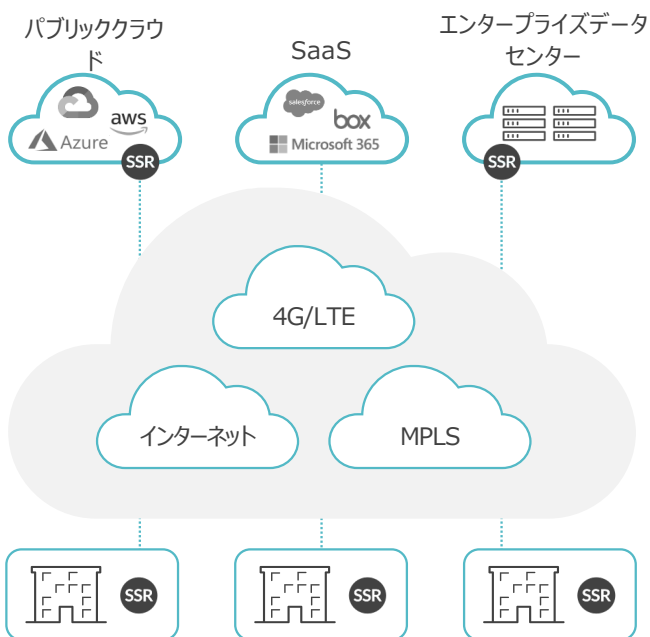 パブリッククラウ
ド
SaaS
エンタープライズデータ
センター
aws
Azure
SSR
salesforce
box
Microsoft 365
SSR
4G/LTE
インターネット
MPLS
SSR
SSR
SSR